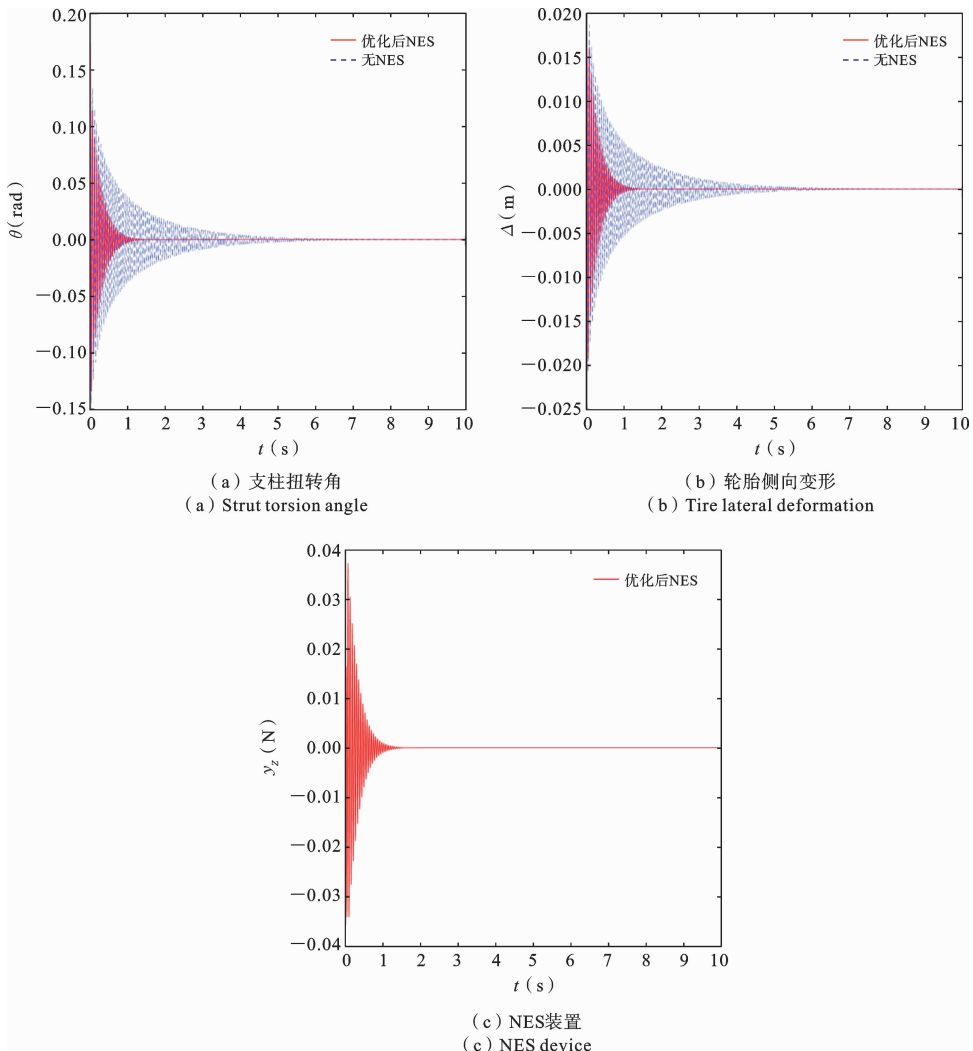 0.20
0.15
0.10
0.05
0.00
−0.05
−0.10
−0.15
θ(rad)
优化后NES
无NES
0 1 2 3 4 5 6 7 8 9 10
t(s)
(a)支柱扭转角
(a)Strut torsion angle
0.020
0.015
0.010
0.005
0.000
−0.005
−0.010
−0.015
−0.020
−0.025
Δ(m)
优化后NES
无NES
0 1 2 3 4 5 6 7 8 9 10
t(s)
(b)轮胎侧向变形
(b)Tire lateral deformation
0.04
0.03
0.02
0.01
0.00
−0.01
−0.02
−0.03
−0.04
y_z(N)
优化后NES
0 1 2 3 4 5 6 7 8 9 10
t(s)
(c)NES装置
(c)NES device